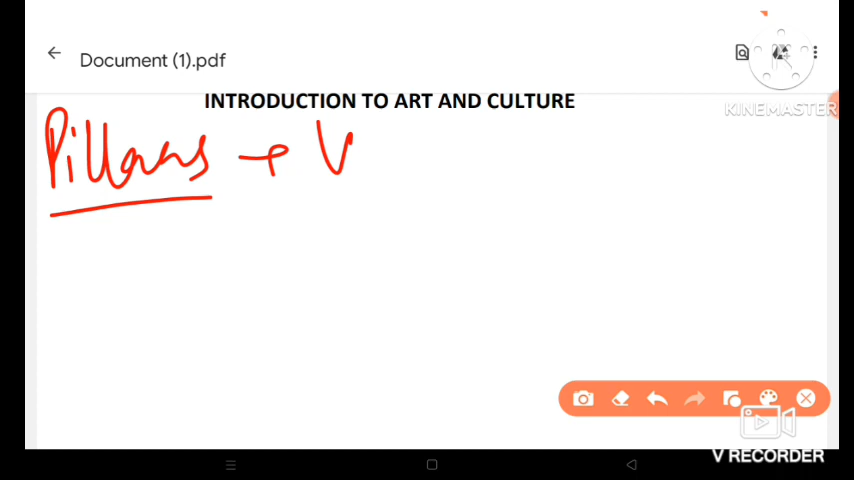 Document (1).pdf
KINEMASTER
INTRODUCTION TO ART AND CULTURE
Pillars → V
V RECORDER